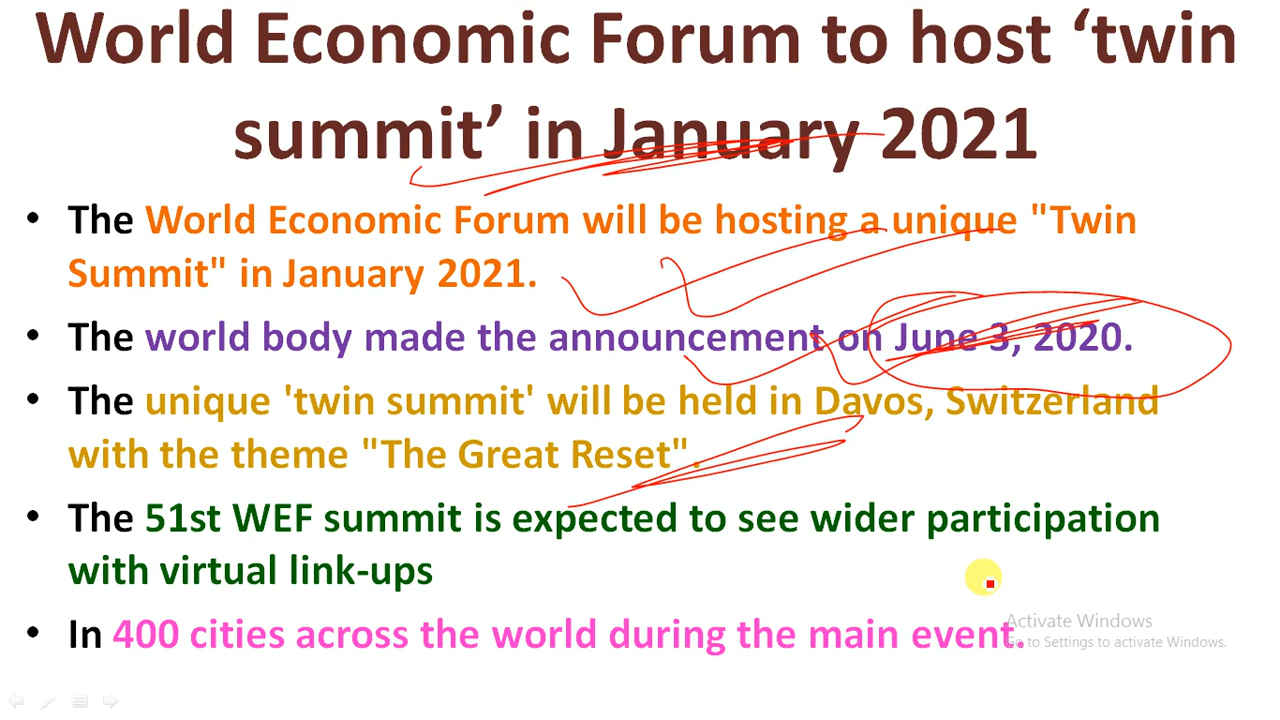 World Economic Forum to host ‘twin
summit’ in January 2021
• The World Economic Forum will be hosting a unique "Twin
Summit" in January 2021.
• The world body made the announcement on June 3, 2020.
• The unique 'twin summit' will be held in Davos, Switzerland
with the theme "The Great Reset".
• The 51st WEF summit is expected to see wider participation
with virtual link-ups
• In 400 cities across the world during the main event.
Activate Windows
Go to Settings to activate Windows.